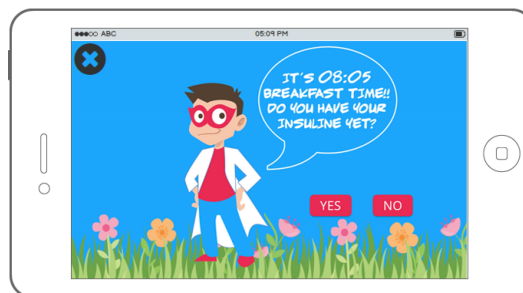 ABC 05:09 PM
IT'S 08:05
BREAKFAST TIME!!
DO YOU HAVE YOUR
INSULINE YET?
YES NO